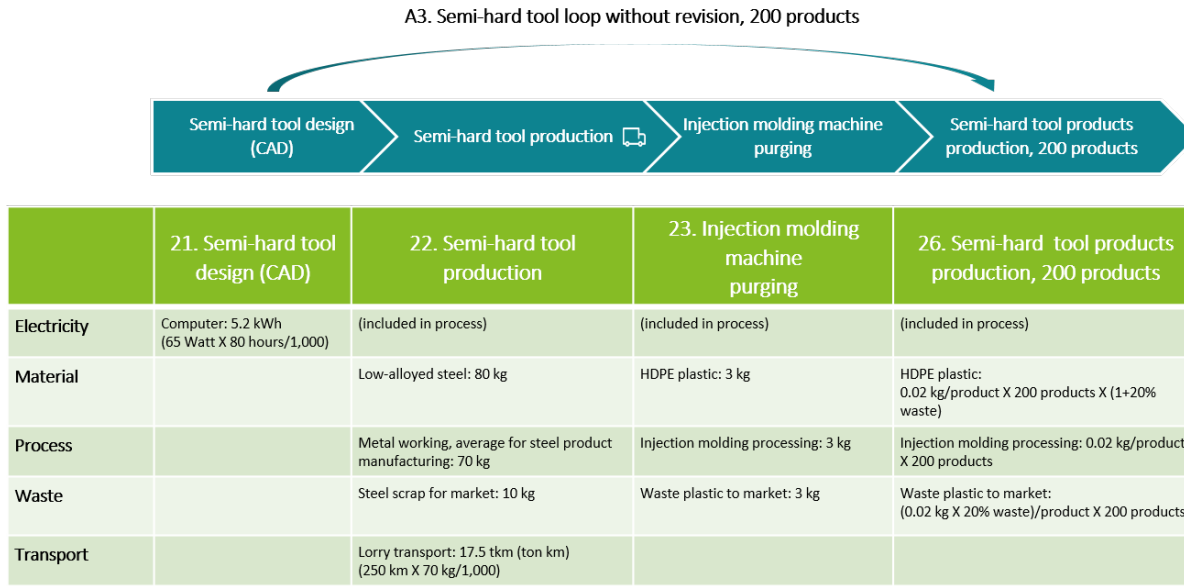 A3. Semi-hard tool loop without revision, 200 products
Semi-hard tool design
(CAD)
Semi-hard tool production
Injection molding machine
purging
Semi-hard tool products
production, 200 products
21. Semi-hard tool
design (CAD)
22. Semi-hard tool
production
23. Injection molding
machine
purging
26. Semi-hard tool products
production, 200 products
Electricity
Computer: 5.2 kWh
(65 Watt X 80 hours/1,000)
(included in process)
(included in process)
(included in process)
Material
Low-alloyed steel: 80 kg
HDPE plastic: 3 kg
HDPE plastic:
0.02 kg/product X 200 products X (1+20%
waste)
Process
Metal working, average for steel product
manufacturing: 70 kg
Injection molding processing: 3 kg
Injection molding processing: 0.02 kg/product
X 200 products
Waste
Steel scrap for market: 10 kg
Waste plastic to market: 3 kg
Waste plastic to market:
(0.02 kg X 20% waste)/product X 200 products
Transport
Lorry transport: 17.5 tkm (ton km)
(250 km X 70 kg/1,000)